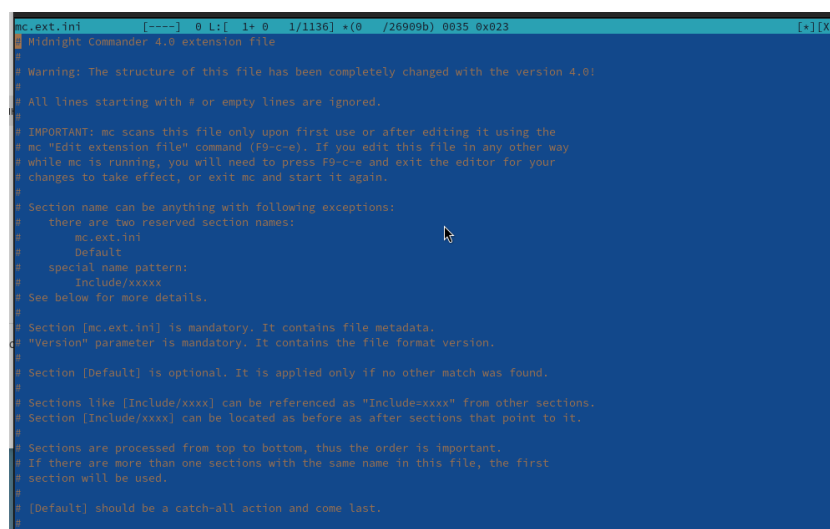 mc.ext.ini [----] 0 L:[ 1+ 0 1/1136] *(0 /26909b) 0035 0x023 [*][X
# Midnight Commander 4.0 extension file
#
# Warning: The structure of this file has been completely changed with the version 4.0!
#
# All lines starting with # or empty lines are ignored.
#
# IMPORTANT: mc scans this file only upon first use or after editing it using the
# mc "Edit extension file" command (F9-c-e). If you edit this file in any other way
# while mc is running, you will need to press F9-c-e and exit the editor for your
# changes to take effect, or exit mc and start it again.
#
# Section name can be anything with following exceptions:
# there are two reserved section names:
# mc.ext.ini
# Default
# special name pattern:
# Include/xxxxx
# See below for more details.
#
# Section [mc.ext.ini] is mandatory. It contains file metadata.
# "Version" parameter is mandatory. It contains the file format version.
#
# Section [Default] is optional. It is applied only if no other match was found.
#
# Sections like [Include/xxxx] can be referenced as "Include=xxxx" from other sections.
# Section [Include/xxxx] can be located as before as after sections that point to it.
#
# Sections are processed from top to bottom, thus the order is important.
# If there are more than one sections with the same name in this file, the first
# section will be used.
#
# [Default] should be a catch-all action and come last.
#